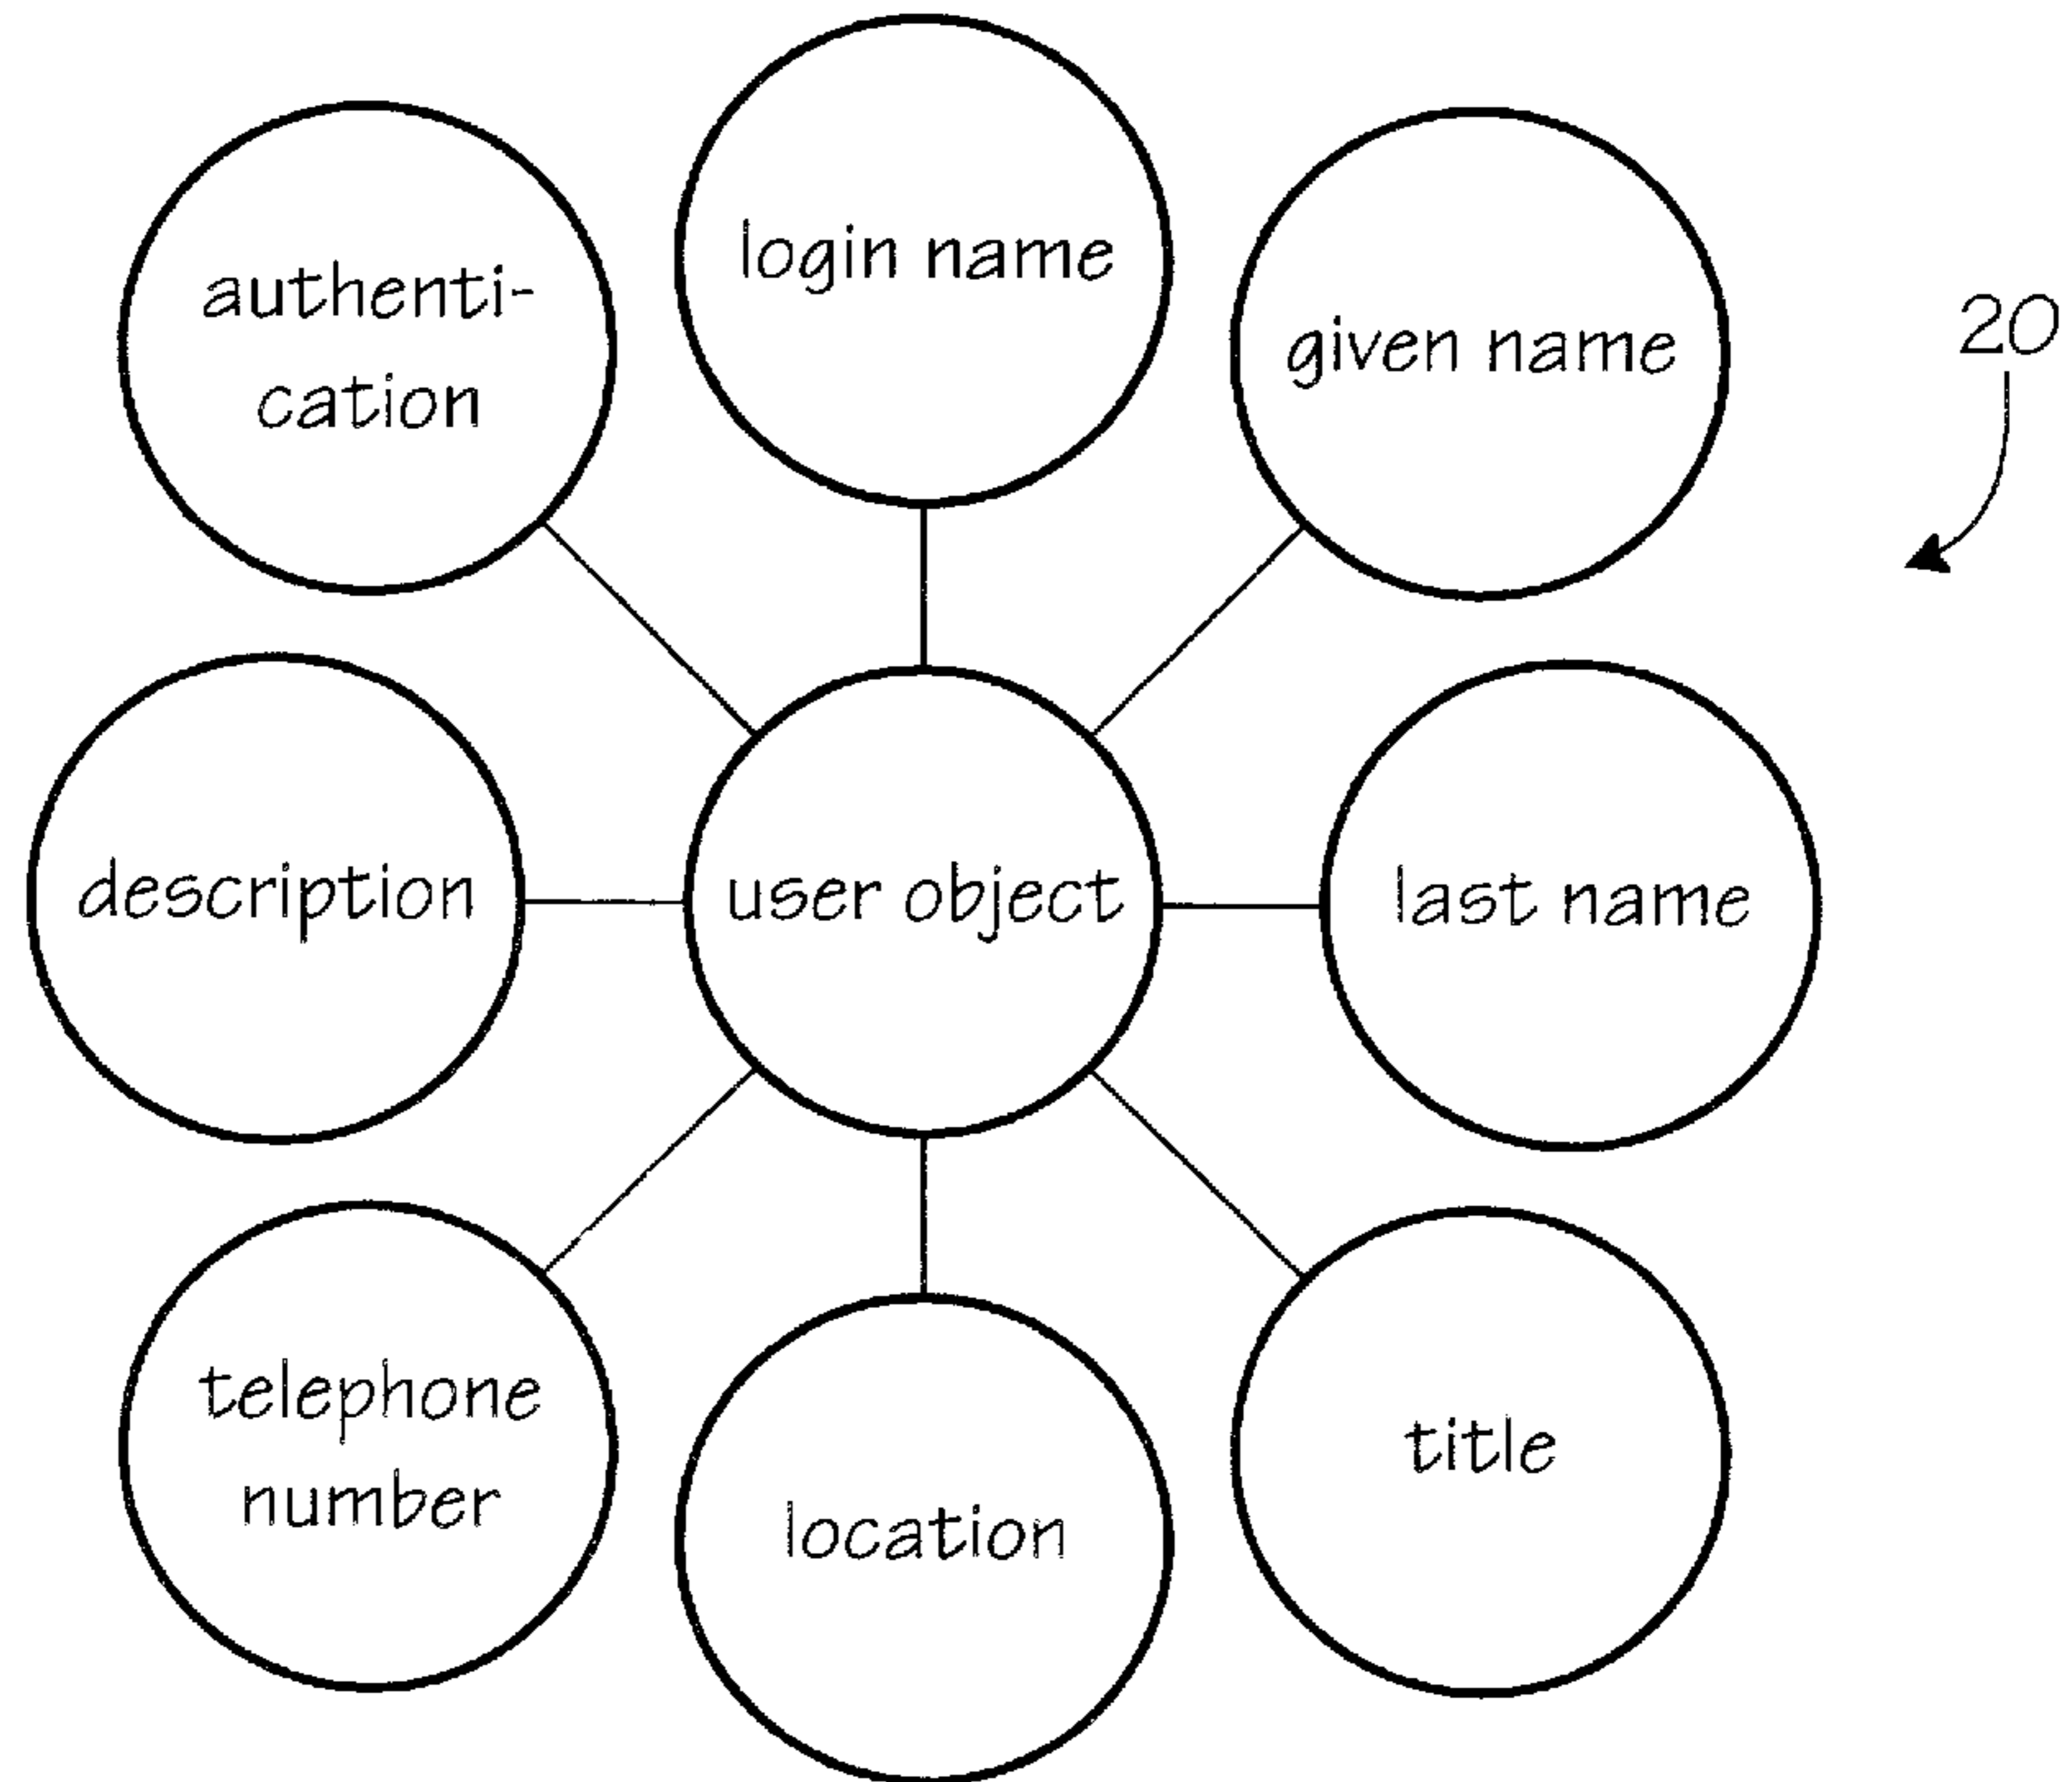 login name
authenti-
cation
given name
20
description
user object
last name
telephone
number
location
title